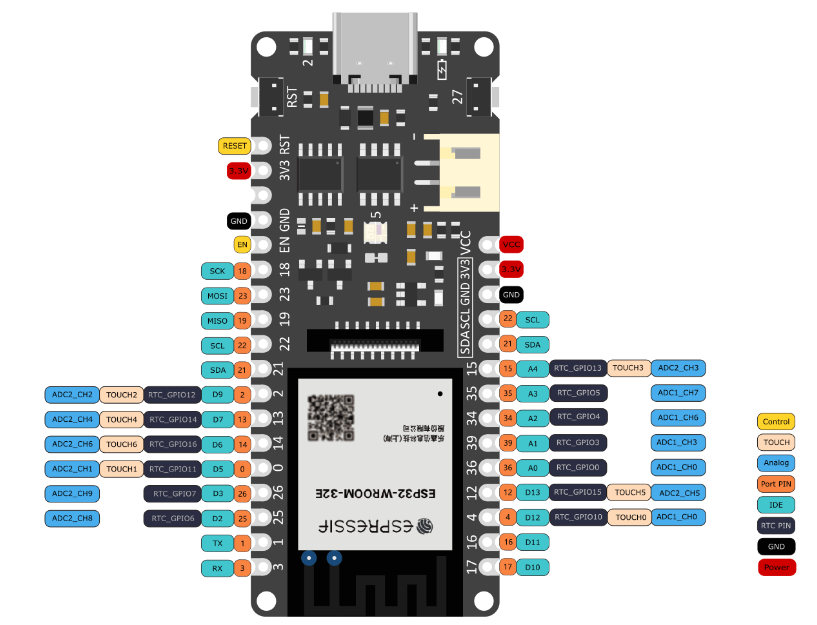 2
RST
27
RESET
RST
-
3.3V
3V3
+
5
GND
GND
EN
EN
VCC
VCC
SCK 18
18
3V3
3.3V
MOSI 23
23
GND
GND
MISO 19
19
SCL
22 SCL
SCL 22
22
SDA
21 SDA
SDA 21
21
15
15 A4 RTC_GPIO13 TOUCH3 ADC2_CH3
ADC2_CH2 TOUCH2 RTC_GPIO12 D9 2
2
35
35 A3 RTC_GPIO5 ADC1_CH7
ADC2_CH4 TOUCH4 RTC_GPIO14 D7 13
13
34
34 A2 RTC_GPIO4 ADC1_CH6
ADC2_CH6 TOUCH6 RTC_GPIO16 D6 14
14
39
39 A1 RTC_GPIO3 ADC1_CH3
ADC2_CH1 TOUCH1 RTC_GPIO11 D5 0
0
36
36 A0 RTC_GPIO0 ADC1_CH0
ADC2_CH9 RTC_GPIO7 D3 26
26
12
12 D13 RTC_GPIO15 TOUCH5 ADC2_CH5
ADC2_CH8 RTC_GPIO6 D2 25
25
4
4 D12 RTC_GPIO10 TOUCH0 ADC1_CH0
TX 1
1
16
16 D11
RX 3
3
17
17 D10
乐鑫信息科技(上海)
股份有限公司
ESP32-WROOM-32E
ESPRESSIF
Control
TOUCH
Analog
Port PIN
IDE
RTC PIN
GND
Power